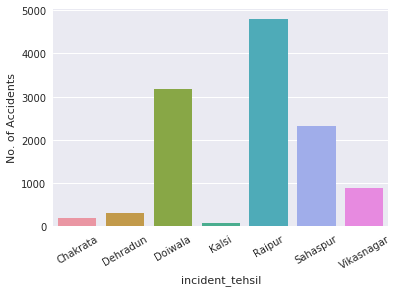 5000
4000
3000
2000
1000
0
No. of Accidents
Chakrata
Dehradun
Doiwala
Kalsi
Raipur
Sahaspur
Vikasnagar
incident_tehsil